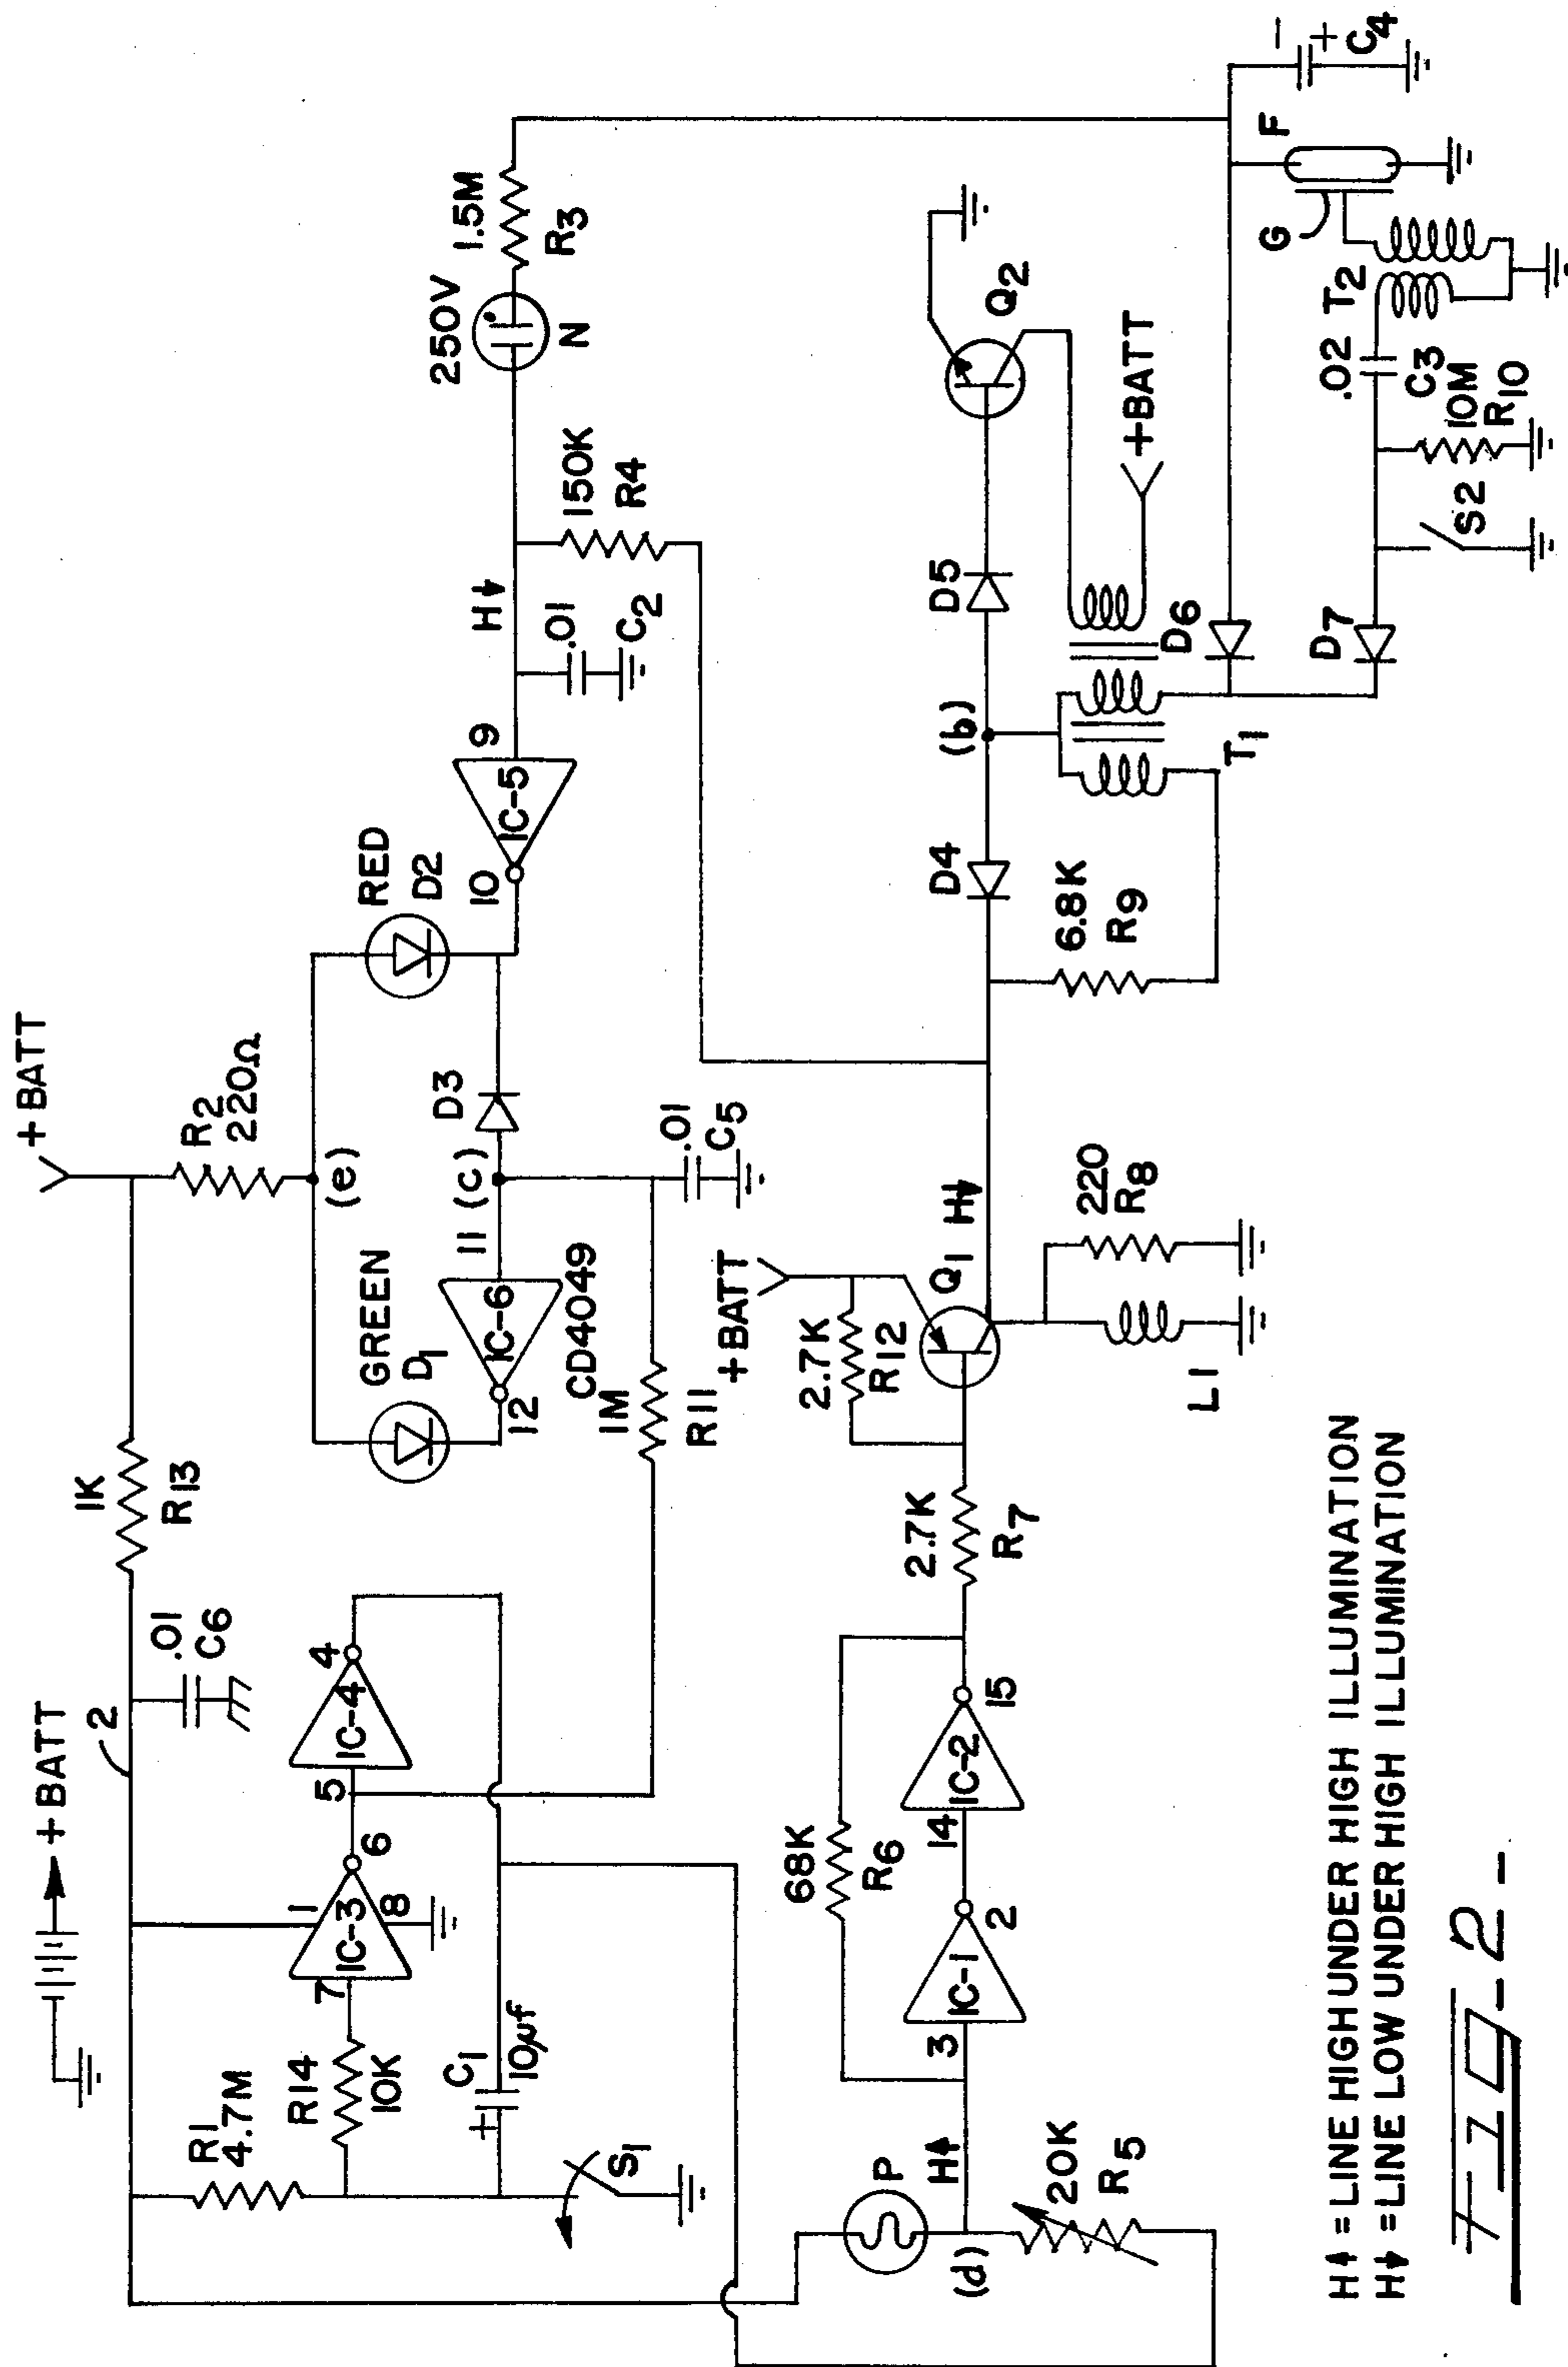 +BATT
2
.01
C6
1K
R13
+BATT
R2
220Ω
R1
4.7M
R14
10K
7
1
IC-3
8
6
5
IC-4
4
C1
+
10µf
S1
GREEN
D1
12
IC-6
11
CD4049
(e)
(c)
D3
RED
D2
10
IC-5
9
.01
C5
1M
R11
H↓
.01
C2
150K
R4
250V
N
1.5M
R3
P
H↑
(d)
20K
R5
3
IC-1
2
68K
R6
14
IC-2
15
2.7K
R7
+BATT
2.7K
R12
Q1
H↓
L1
220
R8
6.8K
R9
D4
(b)
T1
D5
Q2
+BATT
D6
D7
S2
10M
R10
.02
C3
T2
G
F
-
+
C4
H↑ = LINE HIGH UNDER HIGH ILLUMINATION
H↓ = LINE LOW UNDER HIGH ILLUMINATION
FIG-2-